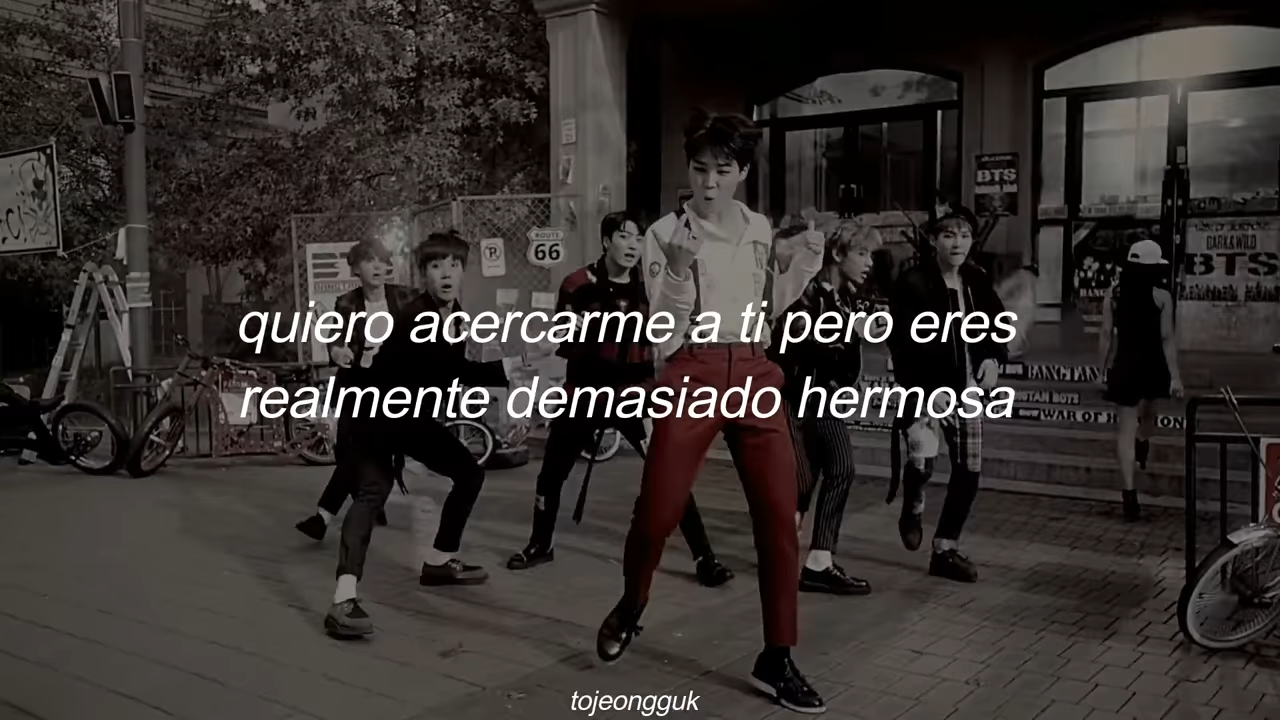 ROUTE
66
BTS
DARK&WILD
BTS
quiero acercarme a ti pero eres
realmente demasiado hermosa
BANGTAN
WAR OF H
tojeongguk